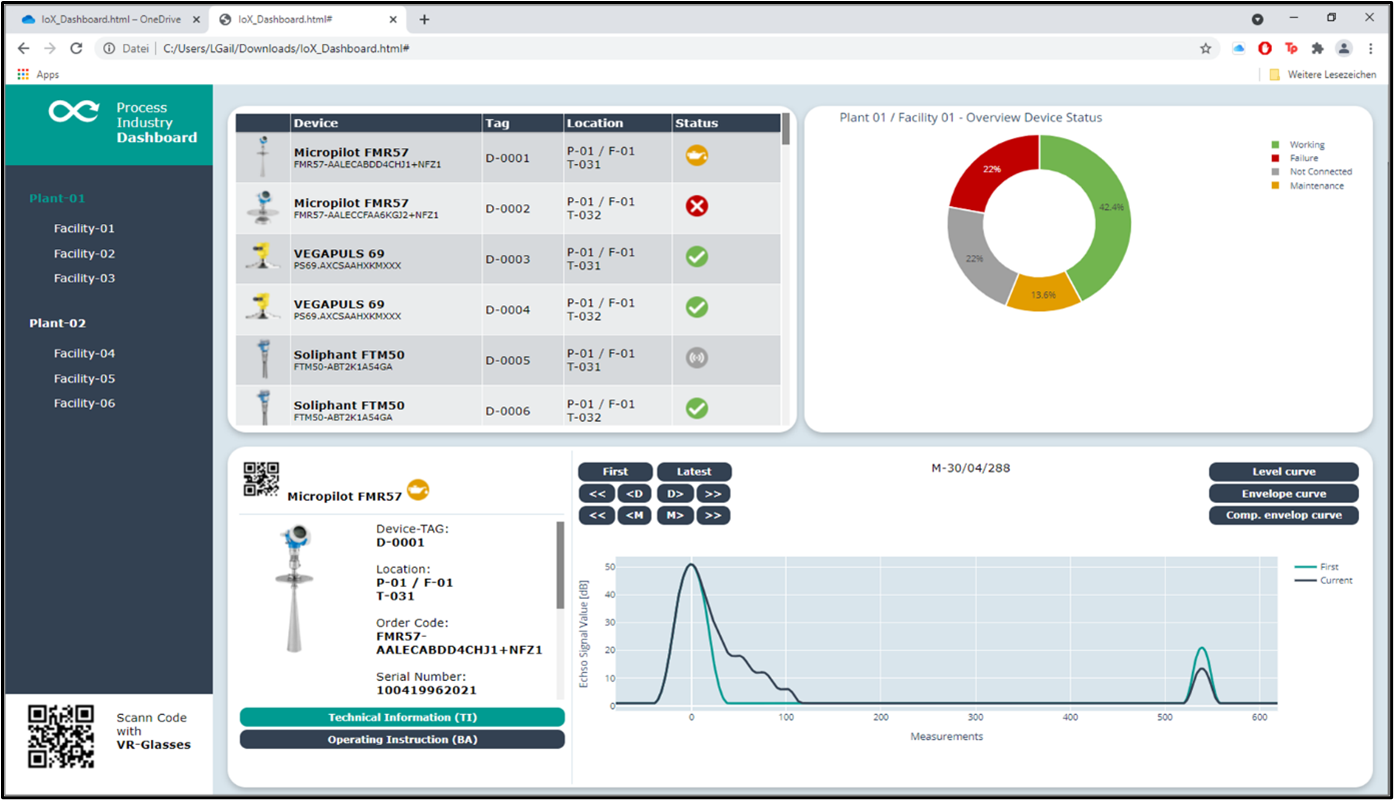 IoX_Dashboard.html – OneDrive
IoX_Dashboard.html#
Datei
C:/Users/LGail/Downloads/IoX_Dashboard.html#
Tp
Apps
Weitere Lesezeichen
Process
Industry
Dashboard
Plant-01
Facility-01
Facility-02
Facility-03
Plant-02
Facility-04
Facility-05
Facility-06
Scann Code
with
VR-Glasses
Device Tag Location Status
Micropilot FMR57
FMR57-AALECABDD4CHJ1+NFZ1
D-0001
P-01 / F-01
T-031
Micropilot FMR57
FMR57-AALECCFAA6KGJ2+NFZ1
D-0002
P-01 / F-01
T-032
VEGAPULS 69
PS69.AXCSAAHXKMXXX
D-0003
P-01 / F-01
T-031
VEGAPULS 69
PS69.AXCSAAHXKMXXX
D-0004
P-01 / F-01
T-032
Soliphant FTM50
FTM50-ABT2K1A54GA
D-0005
P-01 / F-01
T-031
Soliphant FTM50
FTM50-ABT2K1A54GA
D-0006
P-01 / F-01
T-032
Plant 01 / Facility 01 - Overview Device Status
22%
42.4%
22%
13.6%
Working
Failure
Not Connected
Maintenance
Micropilot FMR57
Device-TAG:
D-0001
Location:
P-01 / F-01
T-031
Order Code:
FMR57-
AALECABDD4CHJ1+NFZ1
Serial Number:
100419962021
Technical Information (TI)
Operating Instruction (BA)
First Latest
<< <D D> >>
<< <M M> >>
M-30/04/288
Level curve
Envelope curve
Comp. envelop curve
Echso Signal Value [dB]
50
40
30
20
10
0
0 100 200 300 400 500 600
Measurements
First
Current